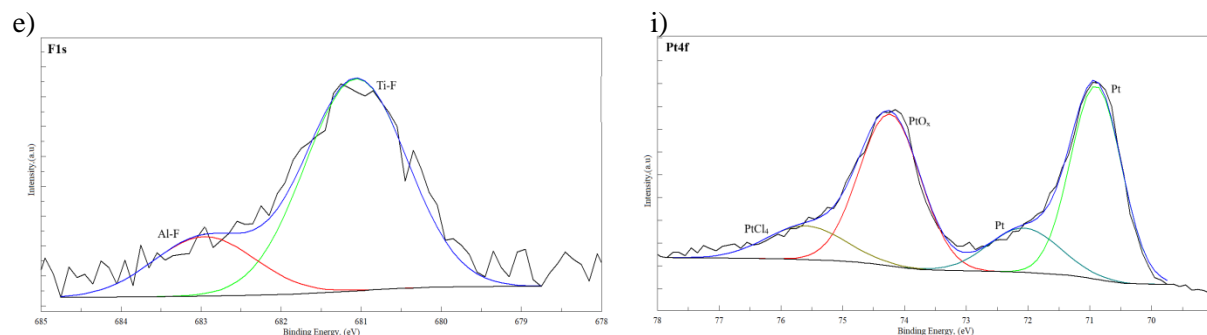 e)
F1s
Ti-F
Al-F
Intensity,(a.u)
685 684 683 682 681 680 679 678
Binding Energy, (eV)
i)
Pt4f
Pt
PtOₓ
PtCl₄
Pt
Intensity,(a.u)
78 77 76 75 74 73 72 71 70
Binding Energy, (eV)